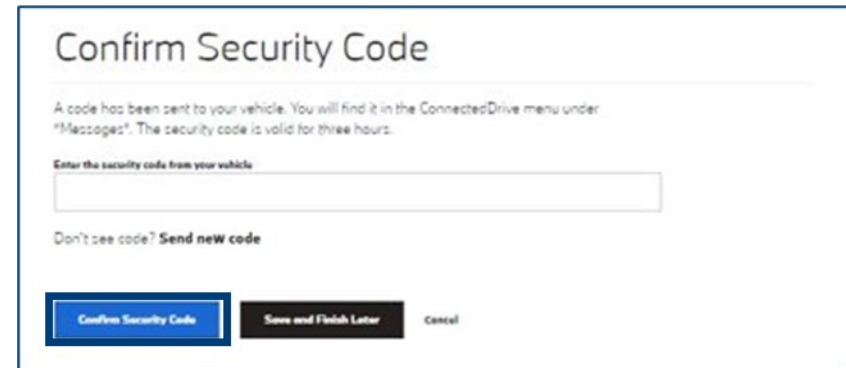 Confirm Security Code
A code has been sent to your vehicle. You will find it in the ConnectedDrive menu under
"Messages". The security code is valid for three hours.
Enter the security code from your vehicle
Don't see code? Send new code
Confirm Security Code Save and Finish Later Cancel